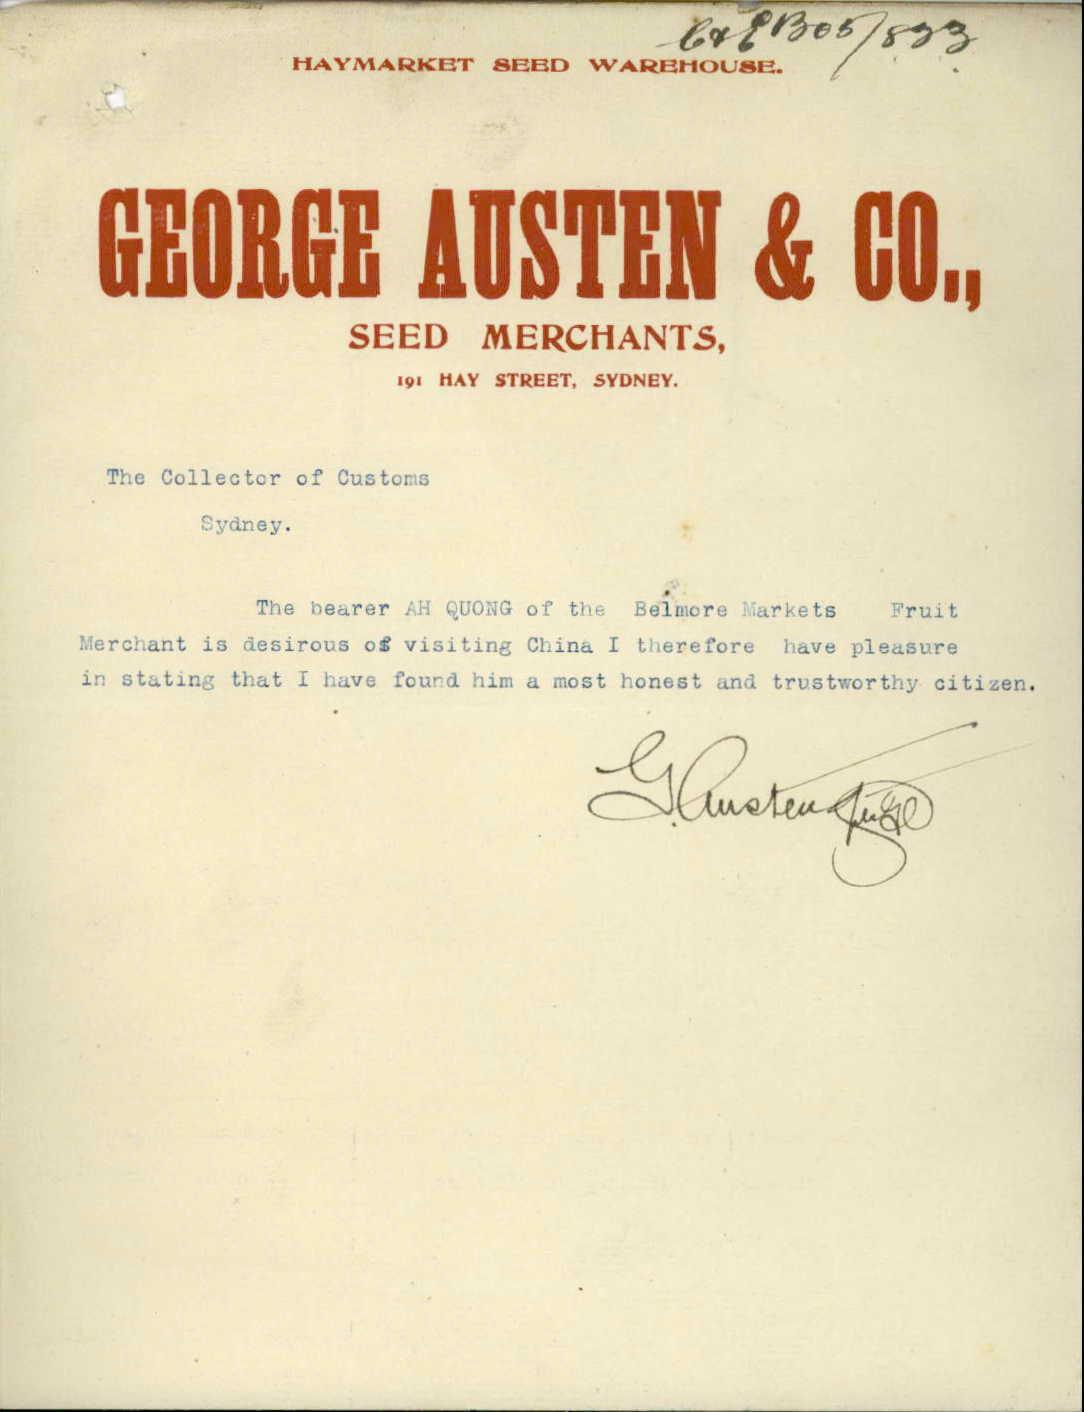 C&E B05/833
HAYMARKET SEED WAREHOUSE.
GEORGE AUSTEN & CO.,
SEED MERCHANTS,
191 HAY STREET, SYDNEY.
The Collector of Customs
Sydney.
The bearer AH QUONG of the Belmore Markets Fruit
Merchant is desirous of visiting China I therefore have pleasure
in stating that I have found him a most honest and trustworthy citizen.
G. Austen